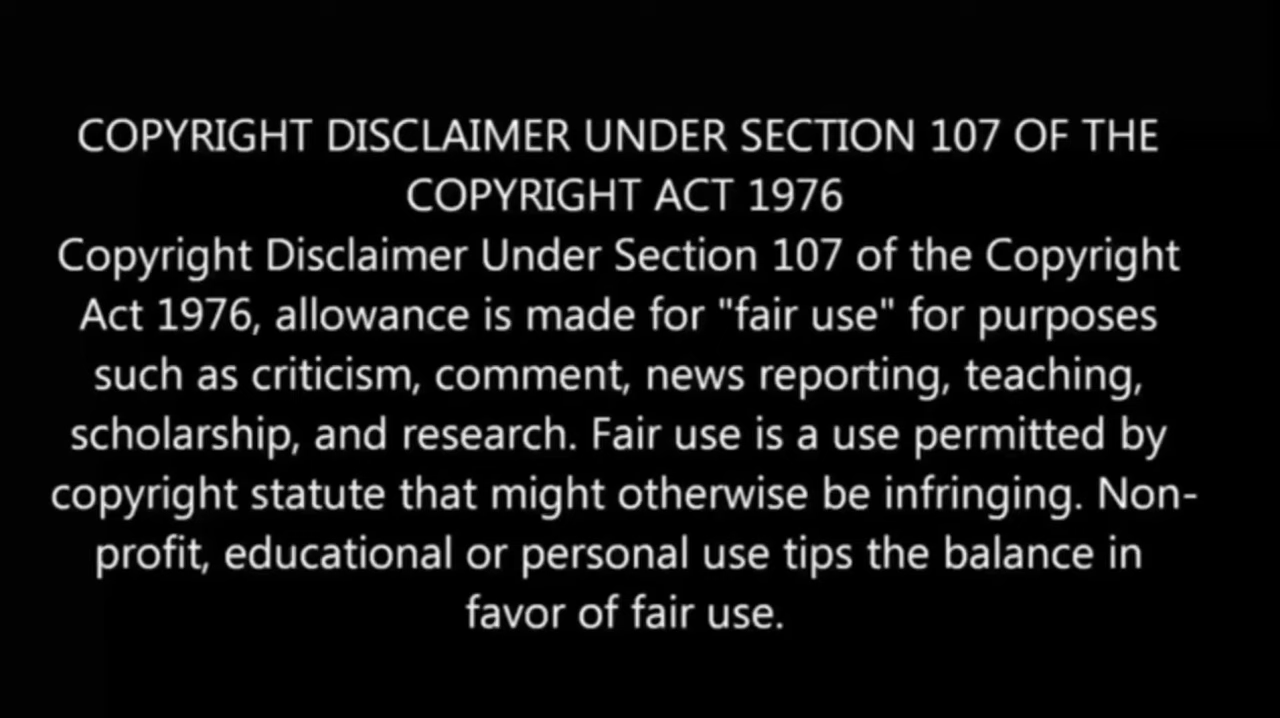 COPYRIGHT DISCLAIMER UNDER SECTION 107 OF THE
COPYRIGHT ACT 1976
Copyright Disclaimer Under Section 107 of the Copyright
Act 1976, allowance is made for "fair use" for purposes
such as criticism, comment, news reporting, teaching,
scholarship, and research. Fair use is a use permitted by
copyright statute that might otherwise be infringing. Non-
profit, educational or personal use tips the balance in
favor of fair use.